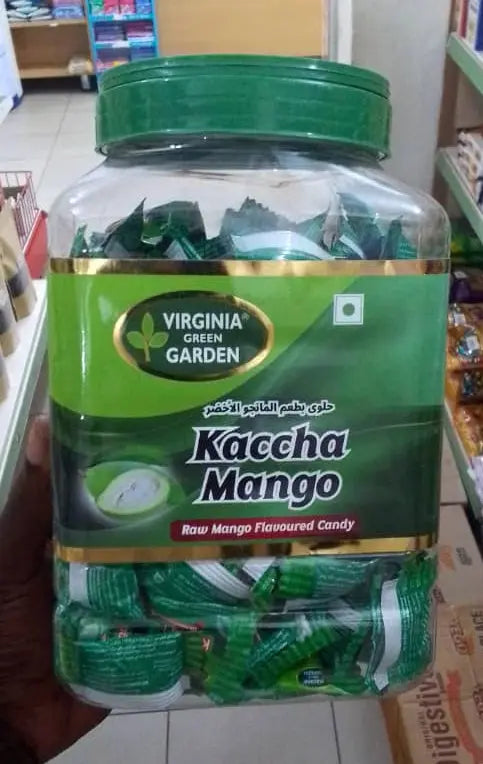 VIRGINIA®
GREEN
GARDEN
حلوى بطعم المانجو الأخضر
Kaccha
Mango
Raw Mango Flavoured Candy